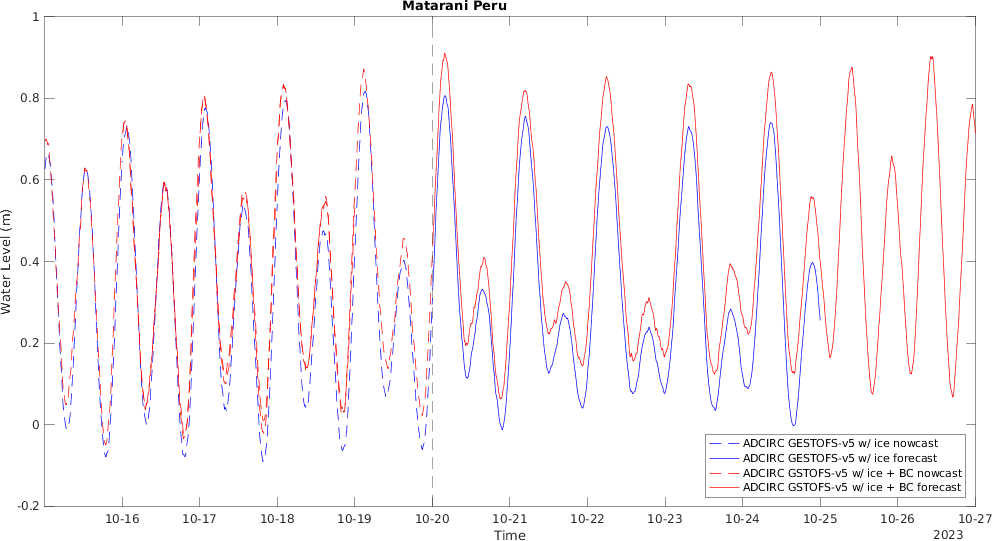 Matarani Peru
1
0.8
0.6
0.4
0.2
0
-0.2
Water Level (m)
10-16
10-17
10-18
10-19
10-20
10-21
10-22
10-23
10-24
10-25
10-26
10-27
Time
2023
ADCIRC GESTOFS-v5 w/ ice nowcast
ADCIRC GESTOFS-v5 w/ ice forecast
ADCIRC GSTOFS-v5 w/ ice + BC nowcast
ADCIRC GSTOFS-v5 w/ ice + BC forecast